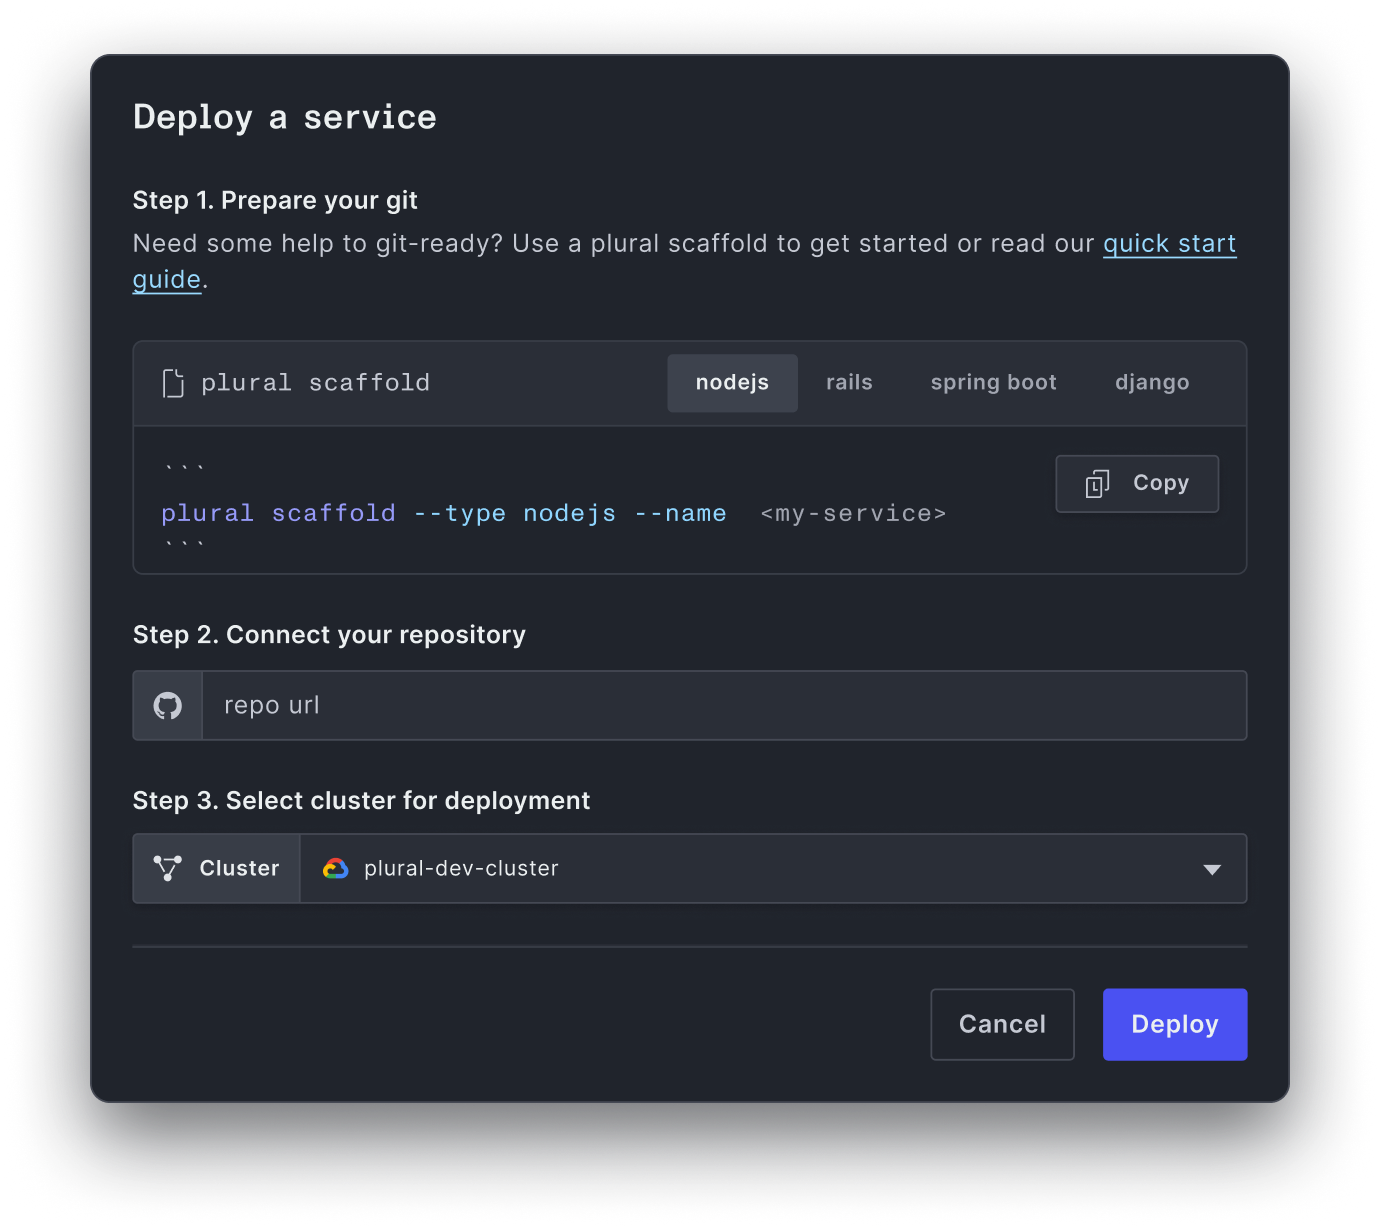 Deploy a service
Step 1. Prepare your git
Need some help to git-ready? Use a plural scaffold to get started or read our quick start
guide.
plural scaffold nodejs rails spring boot django
```
Copy
plural scaffold --type nodejs --name <my-service>
```
Step 2. Connect your repository
repo url
Step 3. Select cluster for deployment
Cluster plural-dev-cluster
Cancel Deploy